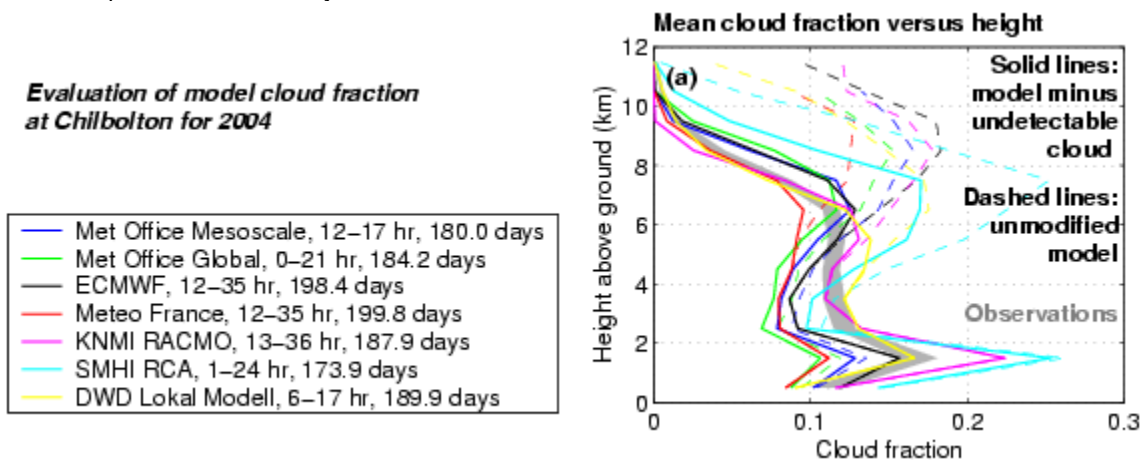 Evaluation of model cloud fraction
at Chilbolton for 2004
Met Office Mesoscale, 12–17 hr, 180.0 days
Met Office Global, 0–21 hr, 184.2 days
ECMWF, 12–35 hr, 198.4 days
Meteo France, 12–35 hr, 199.8 days
KNMI RACMO, 13–36 hr, 187.9 days
SMHI RCA, 1–24 hr, 173.9 days
DWD Lokal Modell, 6–17 hr, 189.9 days
Mean cloud fraction versus height
(a)
Solid lines:
model minus
undetectable
cloud
Dashed lines:
unmodified
model
Observations
Height above ground (km)
12
10
8
6
4
2
0
0 0.1 0.2 0.3
Cloud fraction